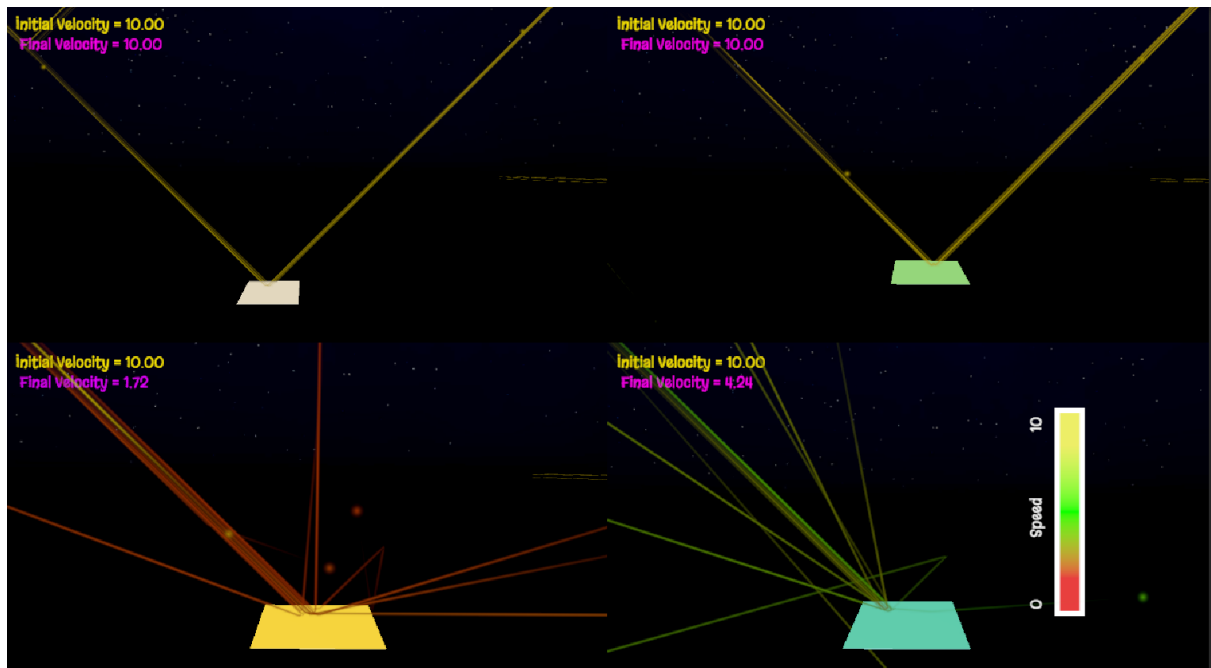 Initial Velocity = 10.00
Final Velocity = 10.00
Initial Velocity = 10.00
Final Velocity = 10.00
Initial Velocity = 10.00
Final Velocity = 1.72
Initial Velocity = 10.00
Final Velocity = 4.24
10
Speed
0